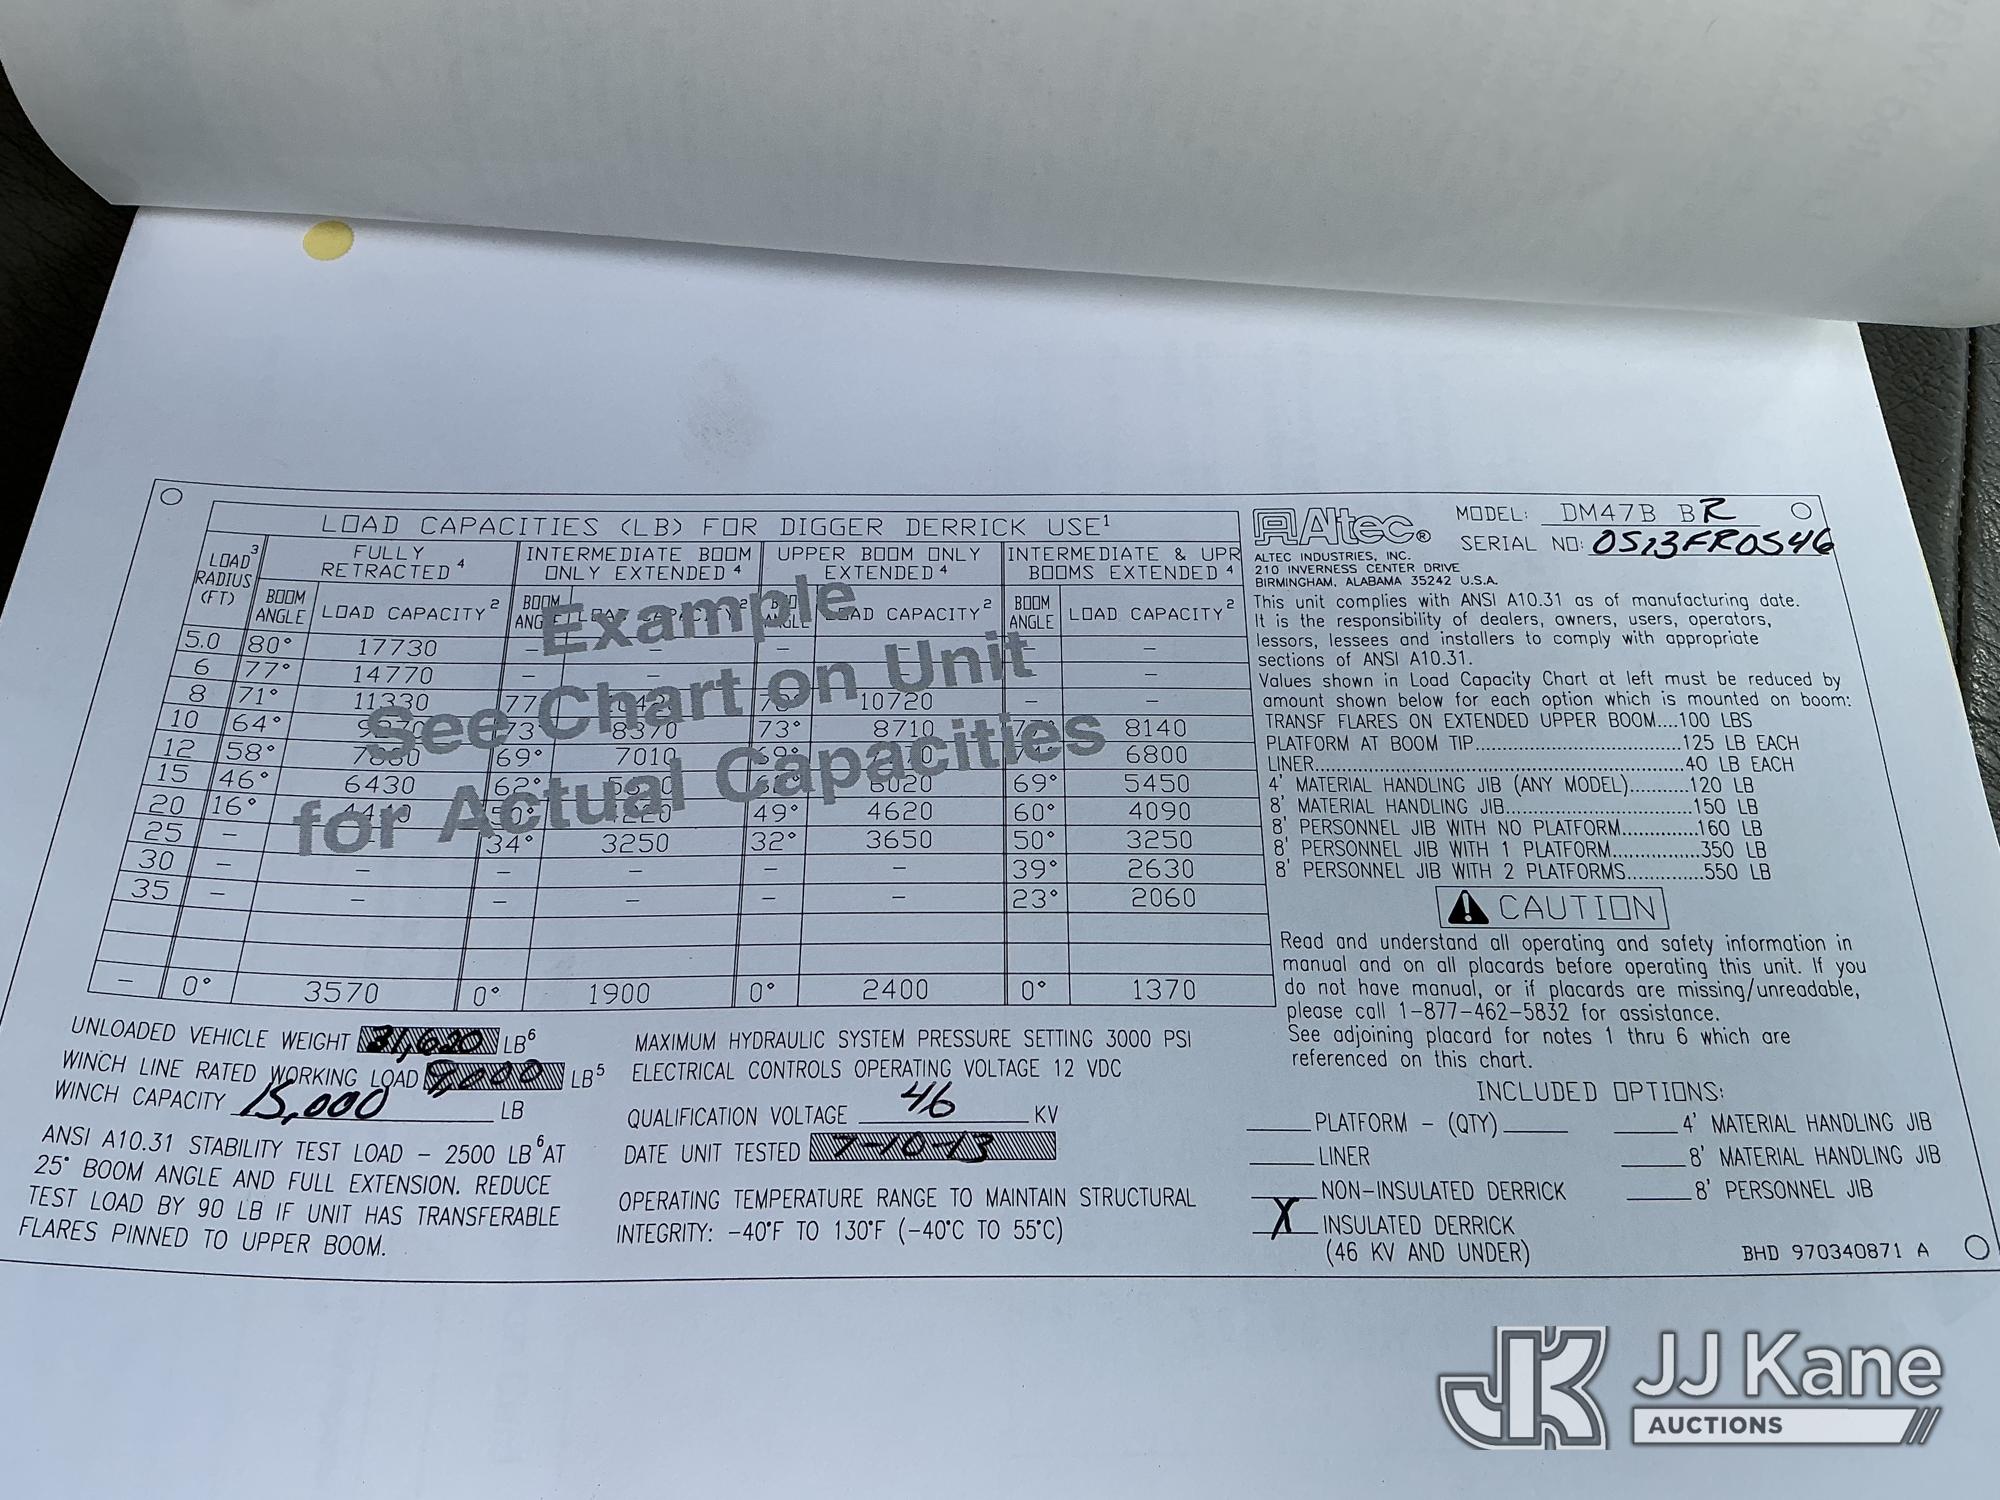 LOAD CAPACITIES (LB) FOR DIGGER DERRICK USE1
LOAD3 RADIUS (FT) FULLY RETRACTED4 INTERMEDIATE BOOM ONLY EXTENDED4 UPPER BOOM ONLY EXTENDED4 INTERMEDIATE & UPR BOOMS EXTENDED4
BOOM ANGLE LOAD CAPACITY2 BOOM ANGLE LOAD CAPACITY2 BOOM ANGLE LOAD CAPACITY2 BOOM ANGLE LOAD CAPACITY2
5.0 80° 17730 - - - - - -
6 77° 14770 - - - - - -
8 71° 11330 77° 10720 - -
10 64° 73° 8370 73° 8710 8140
12 58° 69° 7010 69° 6800
15 46° 6430 62° 6020 69° 5450
20 16° 49° 4620 60° 4090
25 - - 34° 3250 32° 3650 50° 3250
30 - - - - - - 39° 2630
35 - - - - - - 23° 2060
- 0° 3570 0° 1900 0° 2400 0° 1370
Example
See Chart on Unit
for Actual Capacities
UNLOADED VEHICLE WEIGHT LB6
WINCH LINE RATED WORKING LOAD 9,000 LB5
WINCH CAPACITY 15,000 LB
ANSI A10.31 STABILITY TEST LOAD - 2500 LB6 AT
25° BOOM ANGLE AND FULL EXTENSION. REDUCE
TEST LOAD BY 90 LB IF UNIT HAS TRANSFERABLE
FLARES PINNED TO UPPER BOOM.
MAXIMUM HYDRAULIC SYSTEM PRESSURE SETTING 3000 PSI
ELECTRICAL CONTROLS OPERATING VOLTAGE 12 VDC
QUALIFICATION VOLTAGE 46 KV
DATE UNIT TESTED 7-10-13
OPERATING TEMPERATURE RANGE TO MAINTAIN STRUCTURAL
INTEGRITY: -40°F TO 130°F (-40°C TO 55°C)
Altec®
MODEL: DM47B BR
SERIAL NO: 0513FR0546
ALTEC INDUSTRIES, INC.
210 INVERNESS CENTER DRIVE
BIRMINGHAM, ALABAMA 35242 U.S.A.
This unit complies with ANSI A10.31 as of manufacturing date.
It is the responsibility of dealers, owners, users, operators,
lessors, lessees and installers to comply with appropriate
sections of ANSI A10.31.
Values shown in Load Capacity Chart at left must be reduced by
amount shown below for each option which is mounted on boom:
TRANSF FLARES ON EXTENDED UPPER BOOM....100 LBS
PLATFORM AT BOOM TIP....125 LB EACH
LINER....40 LB EACH
4' MATERIAL HANDLING JIB (ANY MODEL)....120 LB
8' MATERIAL HANDLING JIB....150 LB
8' PERSONNEL JIB WITH NO PLATFORM....160 LB
8' PERSONNEL JIB WITH 1 PLATFORM....350 LB
8' PERSONNEL JIB WITH 2 PLATFORMS....550 LB
CAUTION
Read and understand all operating and safety information in
manual and on all placards before operating this unit. If you
do not have manual, or if placards are missing/unreadable,
please call 1-877-462-5832 for assistance.
See adjoining placard for notes 1 thru 6 which are
referenced on this chart.
INCLUDED OPTIONS:
PLATFORM - (QTY) 4' MATERIAL HANDLING JIB
LINER 8' MATERIAL HANDLING JIB
NON-INSULATED DERRICK 8' PERSONNEL JIB
X INSULATED DERRICK
(46 KV AND UNDER)
BHD 970340871 A
JK JJ Kane
AUCTIONS